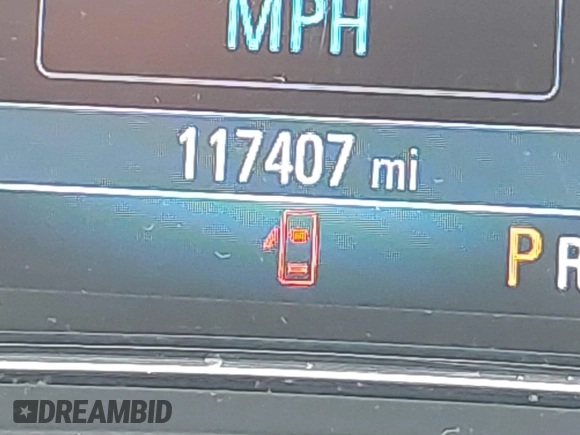 MPH
117407 mi
P R
DREAMBID